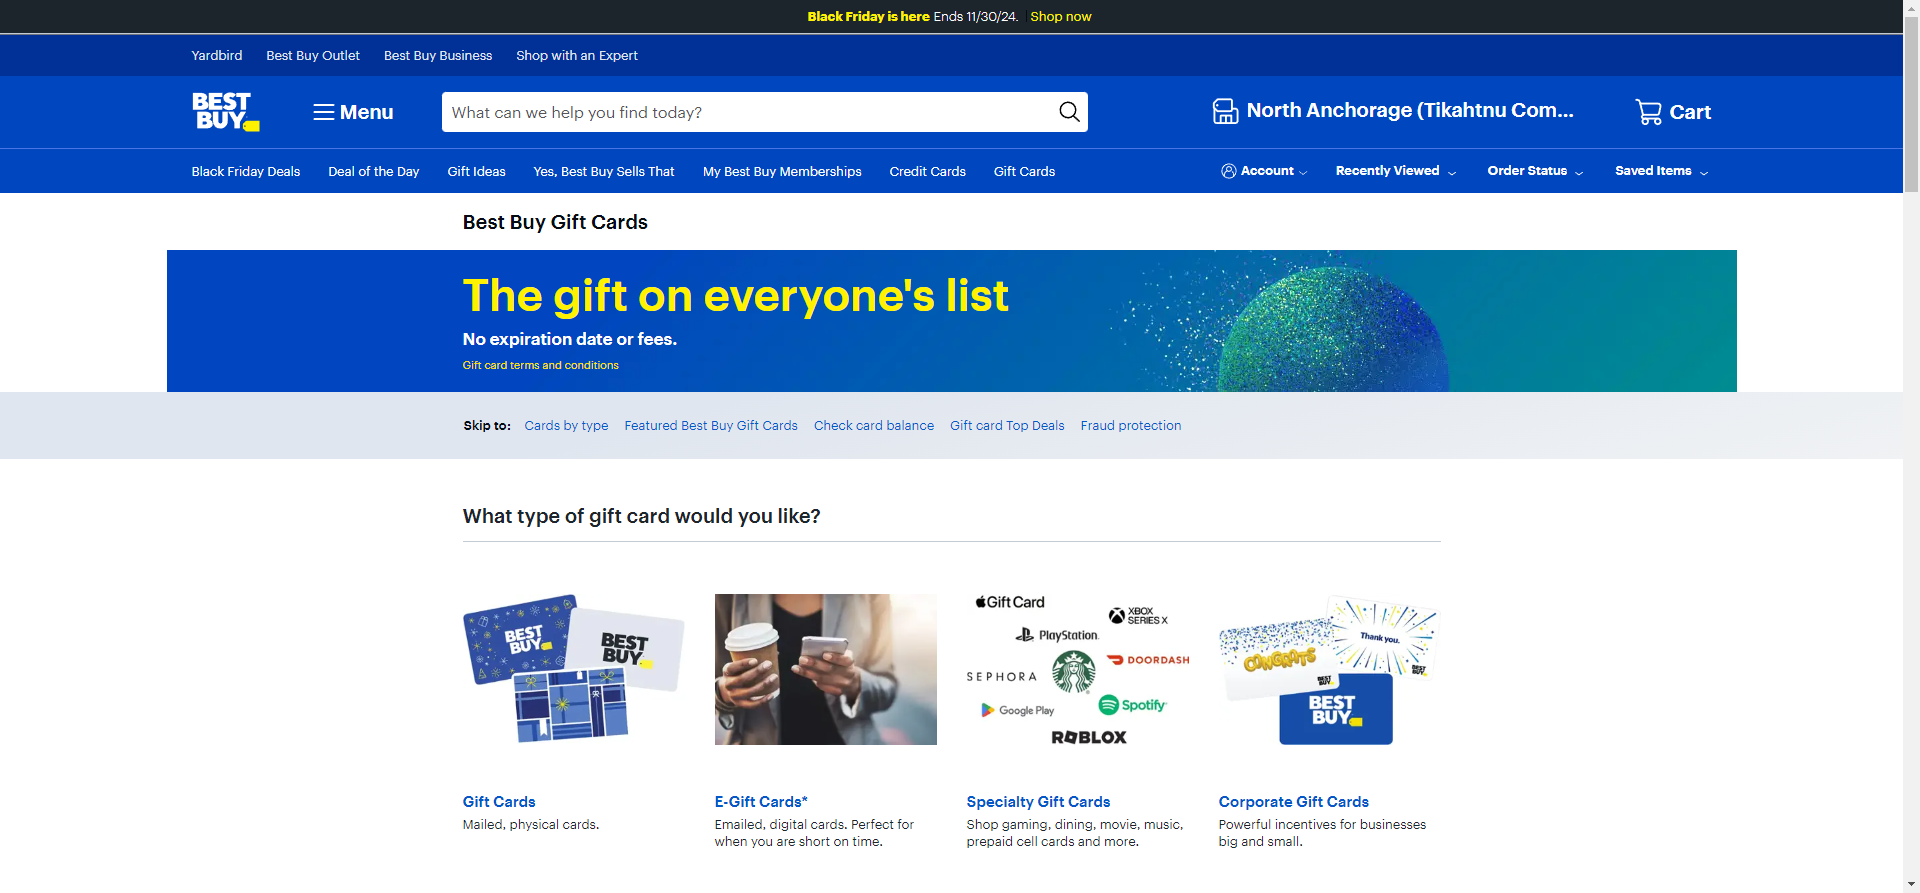 Black Friday is here Ends 11/30/24. Shop now
Yardbird Best Buy Outlet Best Buy Business Shop with an Expert
BEST
BUY
Menu
What can we help you find today?
North Anchorage (Tikahtnu Com...
Cart
Black Friday Deals Deal of the Day Gift Ideas Yes, Best Buy Sells That My Best Buy Memberships Credit Cards Gift Cards
Account Recently Viewed Order Status Saved Items
Best Buy Gift Cards
The gift on everyone's list
No expiration date or fees.
Gift card terms and conditions
Skip to: Cards by type Featured Best Buy Gift Cards Check card balance Gift card Top Deals Fraud protection
What type of gift card would you like?
BEST
BUY
BEST
BUY
Gift Card
XBOX
SERIES X
PlayStation.
DOORDASH
SEPHORA
Google Play
Spotify
ROBLOX
CONGRATS
BEST
BUY
Thank you.
BEST
BUY
BEST
BUY
Gift Cards
Mailed, physical cards.
E-Gift Cards*
Emailed, digital cards. Perfect for
when you are short on time.
Specialty Gift Cards
Shop gaming, dining, movie, music,
prepaid cell cards and more.
Corporate Gift Cards
Powerful incentives for businesses
big and small.